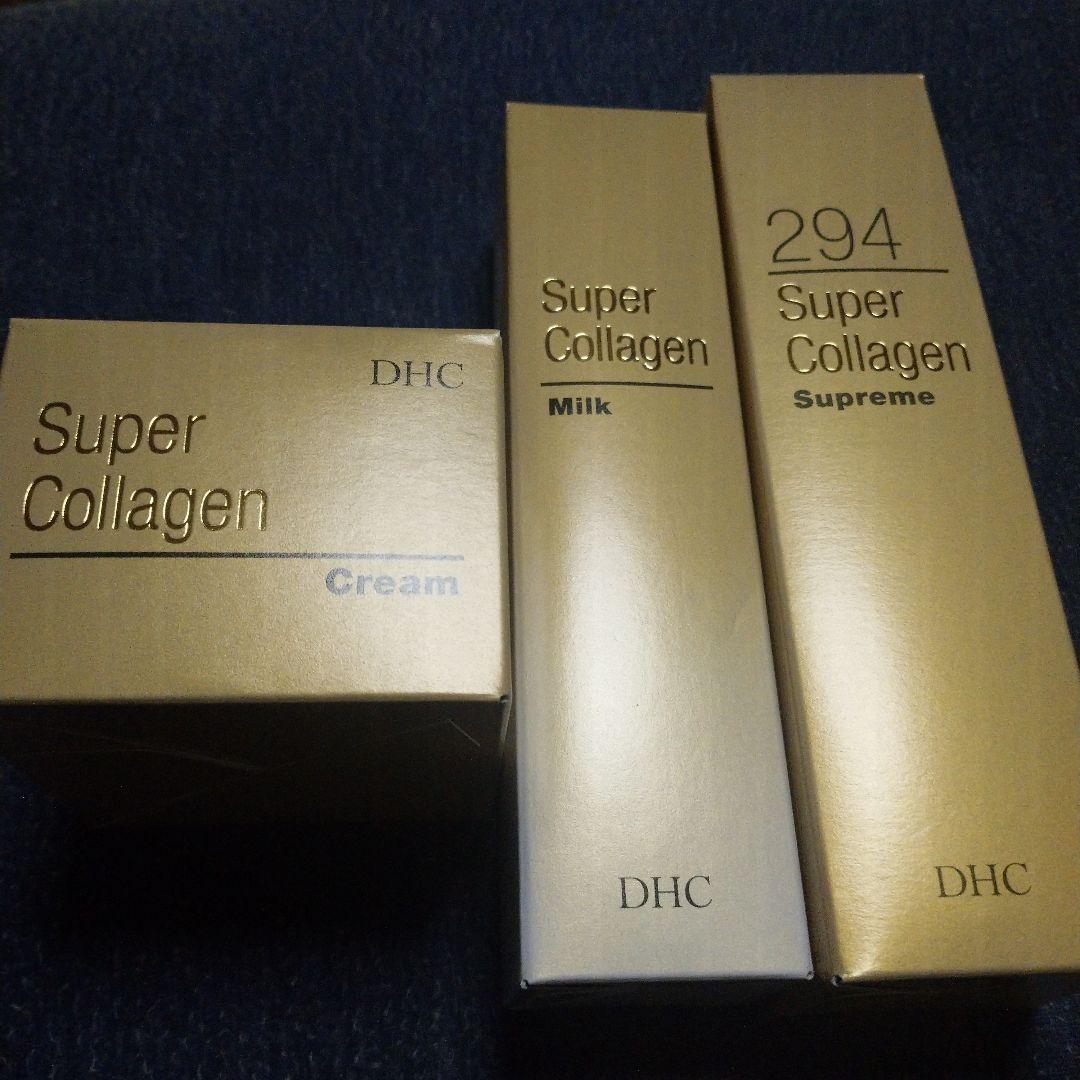 DHC
Super
Collagen
Cream
Super
Collagen
Milk
DHC
294
Super
Collagen
Supreme
DHC